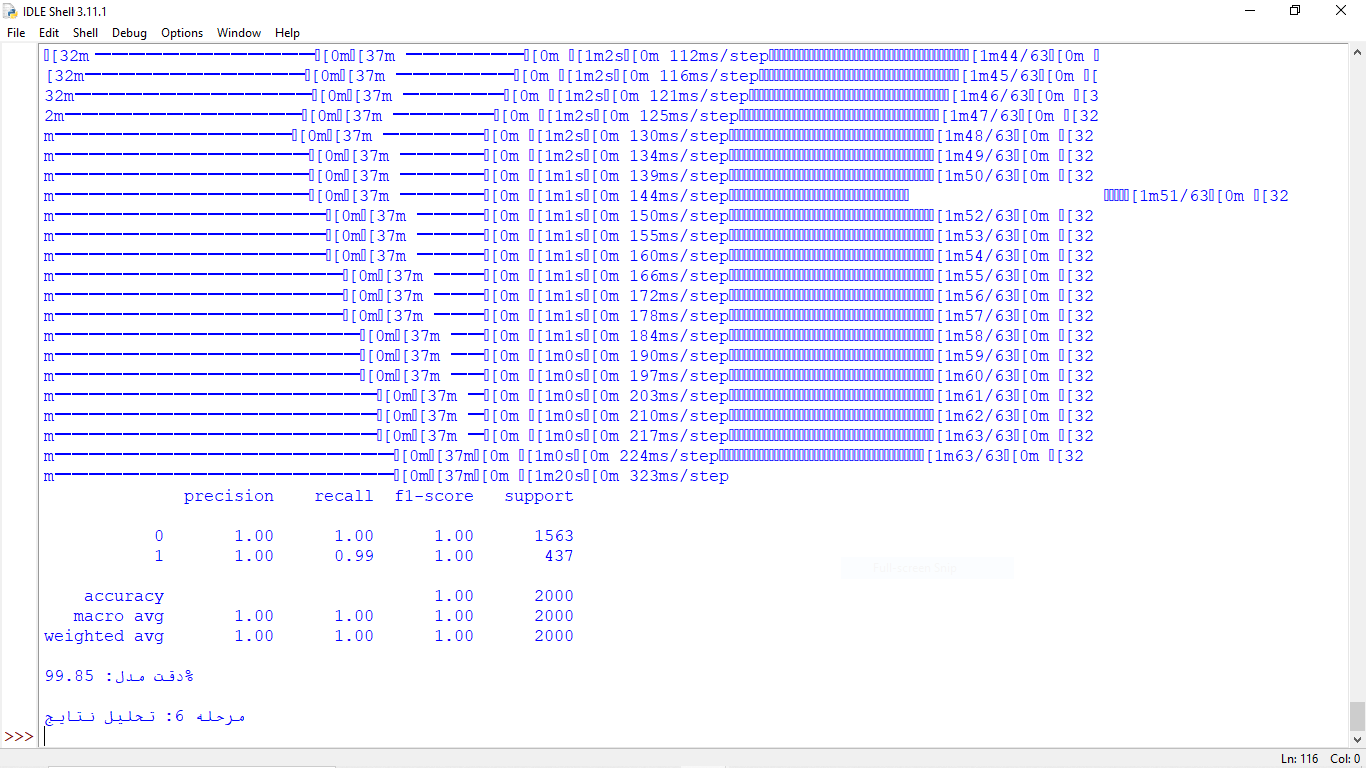 IDLE Shell 3.11.1
File Edit Shell Debug Options Window Help
[32m ━━━━━━━━━━━━━━━━━━━━[0m[37m ━━━━━━━━━━━[0m [1m2s[0m 112ms/step[1m44/63[0m
[32m━━━━━━━━━━━━━━━━━━━━[0m[37m ━━━━━━━━━━━[0m [1m2s[0m 116ms/step[1m45/63[0m [
32m━━━━━━━━━━━━━━━━━━━━━[0m[37m ━━━━━━━━━[0m [1m2s[0m 121ms/step[1m46/63[0m [3
2m━━━━━━━━━━━━━━━━━━━━━[0m[37m ━━━━━━━━━[0m [1m2s[0m 125ms/step[1m47/63[0m [32
m━━━━━━━━━━━━━━━━━━━━━[0m[37m ━━━━━━━━━[0m [1m2s[0m 130ms/step[1m48/63[0m [32
m━━━━━━━━━━━━━━━━━━━━━━[0m[37m ━━━━━━━━[0m [1m2s[0m 134ms/step[1m49/63[0m [32
m━━━━━━━━━━━━━━━━━━━━━━[0m[37m ━━━━━━━━[0m [1m1s[0m 139ms/step[1m50/63[0m [32
m━━━━━━━━━━━━━━━━━━━━━━[0m[37m ━━━━━━━━[0m [1m1s[0m 144ms/step [1m51/63[0m [32
m━━━━━━━━━━━━━━━━━━━━━━━[0m[37m ━━━━━━━[0m [1m1s[0m 150ms/step[1m52/63[0m [32
m━━━━━━━━━━━━━━━━━━━━━━━[0m[37m ━━━━━━━[0m [1m1s[0m 155ms/step[1m53/63[0m [32
m━━━━━━━━━━━━━━━━━━━━━━━[0m[37m ━━━━━━━[0m [1m1s[0m 160ms/step[1m54/63[0m [32
m━━━━━━━━━━━━━━━━━━━━━━━━[0m[37m ━━━━━━[0m [1m1s[0m 166ms/step[1m55/63[0m [32
m━━━━━━━━━━━━━━━━━━━━━━━━[0m[37m ━━━━━━[0m [1m1s[0m 172ms/step[1m56/63[0m [32
m━━━━━━━━━━━━━━━━━━━━━━━━[0m[37m ━━━━━━[0m [1m1s[0m 178ms/step[1m57/63[0m [32
m━━━━━━━━━━━━━━━━━━━━━━━━━[0m[37m ━━━━[0m [1m1s[0m 184ms/step[1m58/63[0m [32
m━━━━━━━━━━━━━━━━━━━━━━━━━[0m[37m ━━━━[0m [1m0s[0m 190ms/step[1m59/63[0m [32
m━━━━━━━━━━━━━━━━━━━━━━━━━[0m[37m ━━━━[0m [1m0s[0m 197ms/step[1m60/63[0m [32
m━━━━━━━━━━━━━━━━━━━━━━━━━━[0m[37m ━━[0m [1m0s[0m 203ms/step[1m61/63[0m [32
m━━━━━━━━━━━━━━━━━━━━━━━━━━[0m[37m ━━[0m [1m0s[0m 210ms/step[1m62/63[0m [32
m━━━━━━━━━━━━━━━━━━━━━━━━━━[0m[37m ━━[0m [1m0s[0m 217ms/step[1m63/63[0m [32
m━━━━━━━━━━━━━━━━━━━━━━━━━━━[0m[37m[0m [1m0s[0m 224ms/step[1m63/63[0m [32
m━━━━━━━━━━━━━━━━━━━━━━━━━━━[0m[37m[0m [1m20s[0m 323ms/step
precision recall f1-score support
0 1.00 1.00 1.00 1563
1 1.00 0.99 1.00 437
accuracy 1.00 2000
macro avg 1.00 1.00 1.00 2000
weighted avg 1.00 1.00 1.00 2000
دقت مدل: 99.85%
مرحله 6: تحلیل نتایج
>>>
Ln: 116 Col: 0